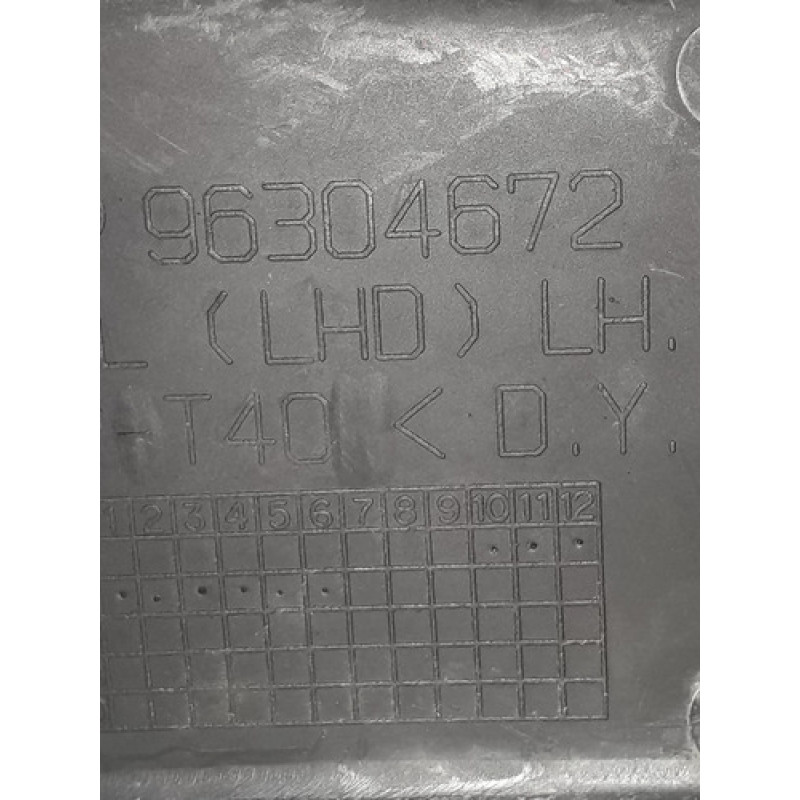 96304672
L (LHD) LH.
-T40 < D.Y.
1 2 3 4 5 6 7 8 9 10 11 12